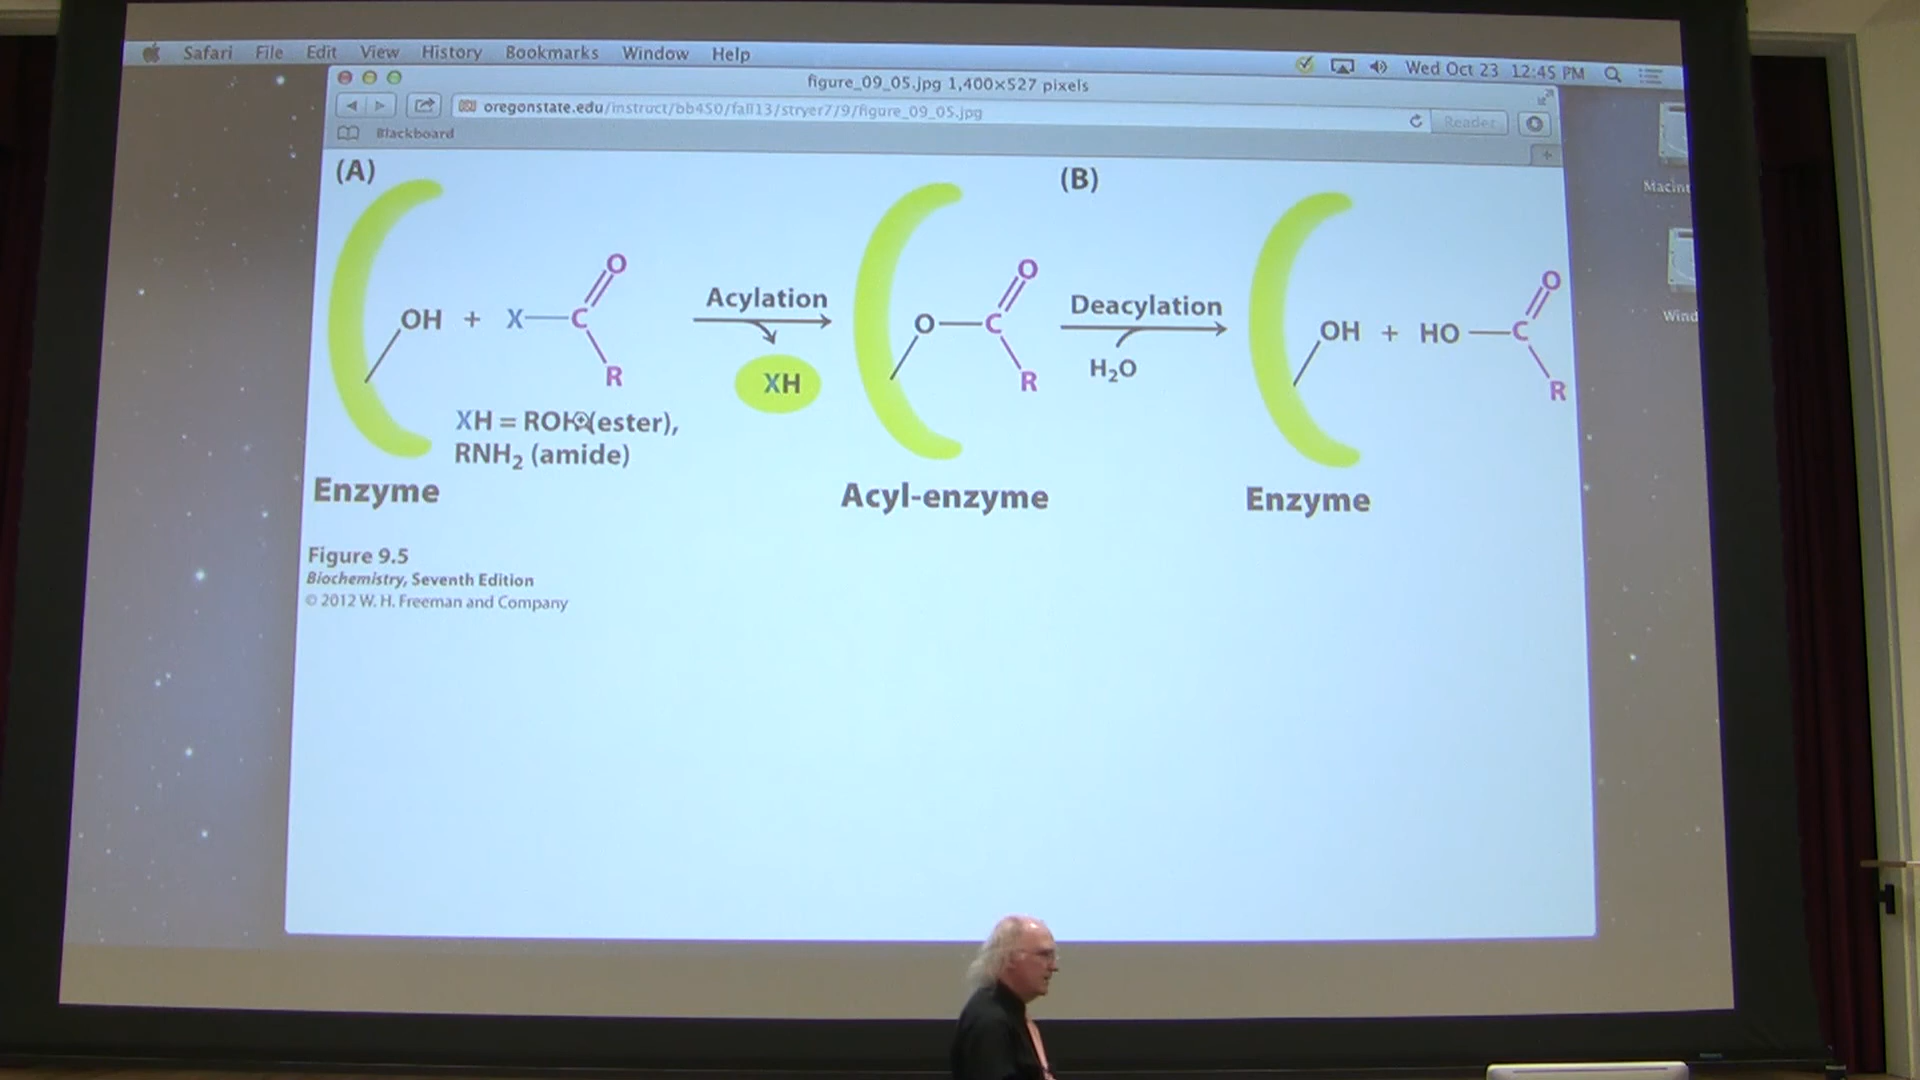 Safari File Edit View History Bookmarks Window Help
Wed Oct 23 12:45 PM
figure_09_05.jpg 1,400×527 pixels
oregonstate.edu/instruct/bb450/fall13/stryer7/9/figure_09_05.jpg
Reader
Blackboard
(A)
(B)
OH + X—C
O
R
Acylation
XH
O—C
O
R
Deacylation
H₂O
OH + HO—C
O
R
XH = ROH (ester),
RNH₂ (amide)
Enzyme
Acyl-enzyme
Enzyme
Figure 9.5
Biochemistry, Seventh Edition
© 2012 W. H. Freeman and Company
Macint
Wind